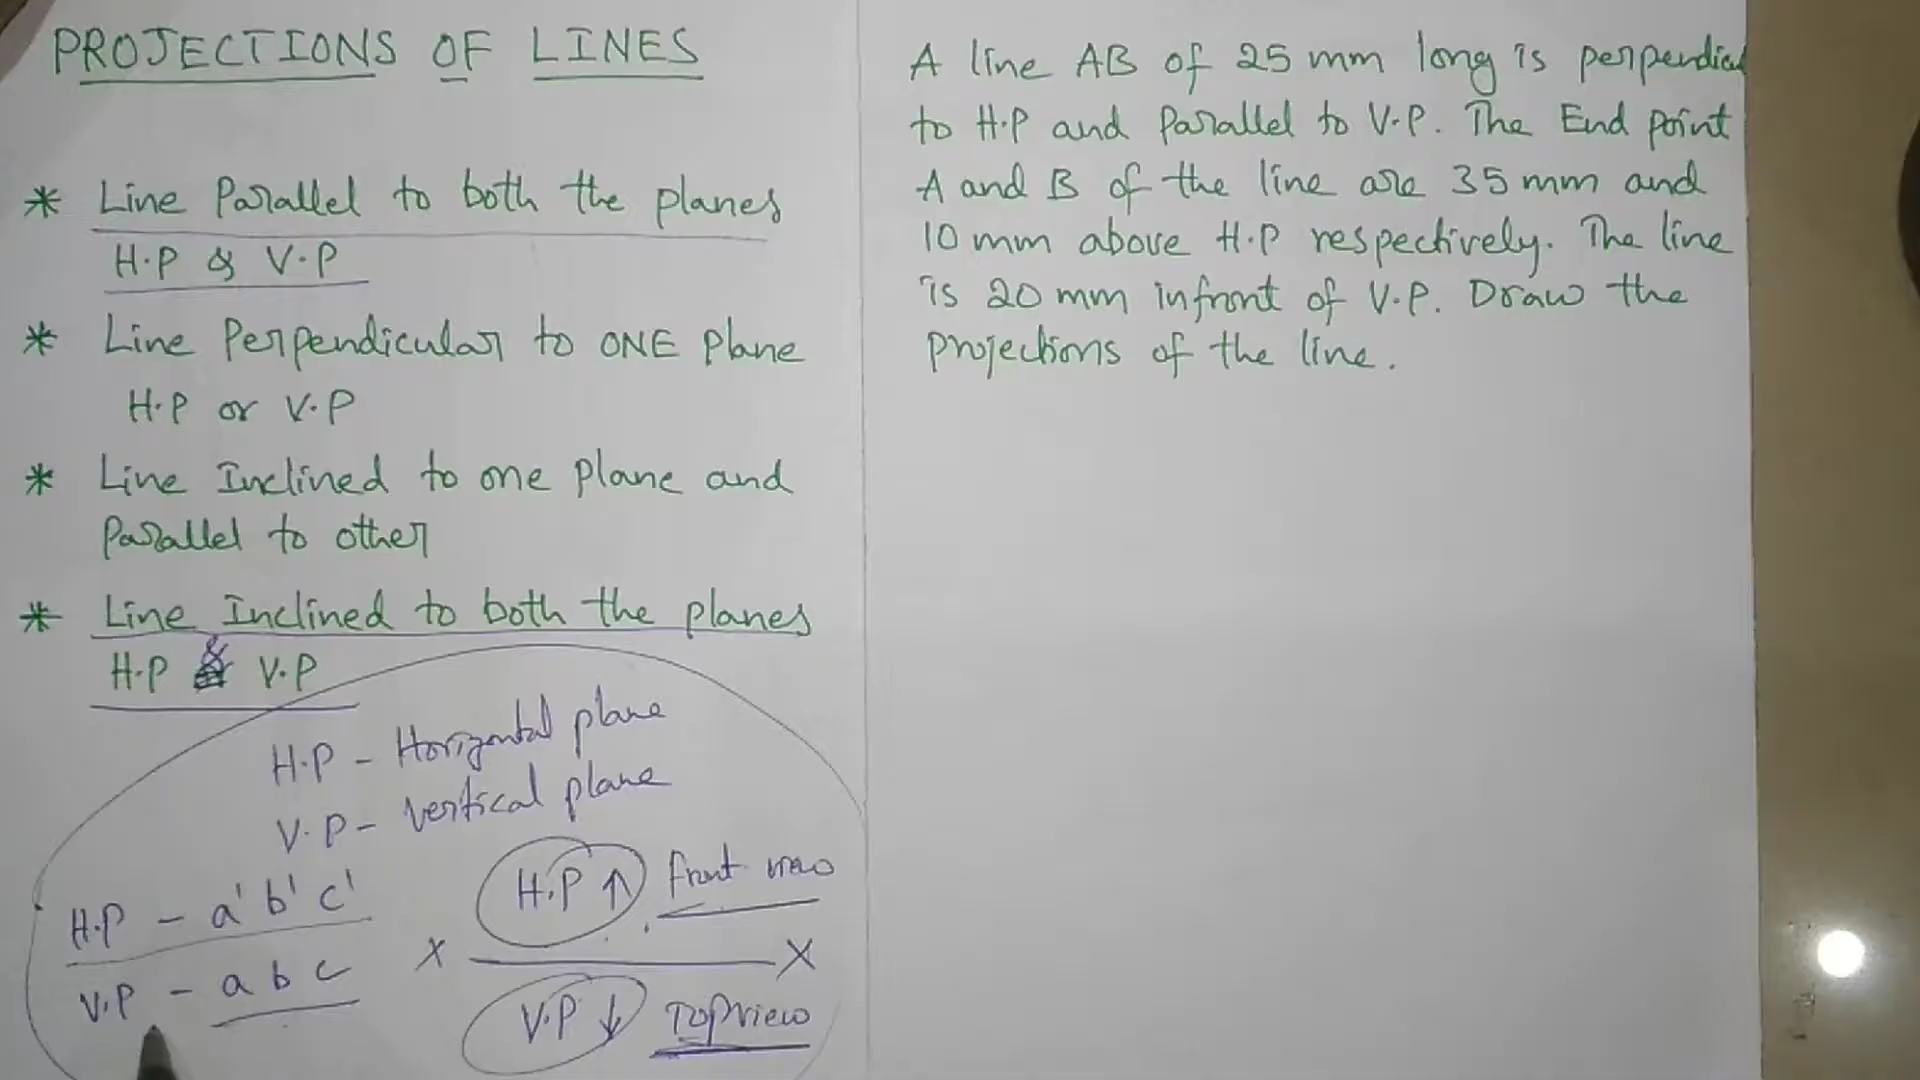 PROJECTIONS OF LINES
* Line Parallel to both the planes
H.P & V.P
* Line Perpendicular to ONE Plane
H.P or V.P
* Line Inclined to one plane and
Parallel to other
* Line Inclined to both the planes
H.P & V.P
H.P - Horizontal plane
V.P - vertical plane
H.P - a' b' c'
V.P - a b c
H.P ↑ Front view
X X
V.P ↓ Topview
A line AB of 25 mm long is perpendicul
to H.P and Parallel to V.P. The End point
A and B of the line are 35 mm and
10 mm above H.P respectively. The line
is 20 mm infront of V.P. Draw the
projections of the line.